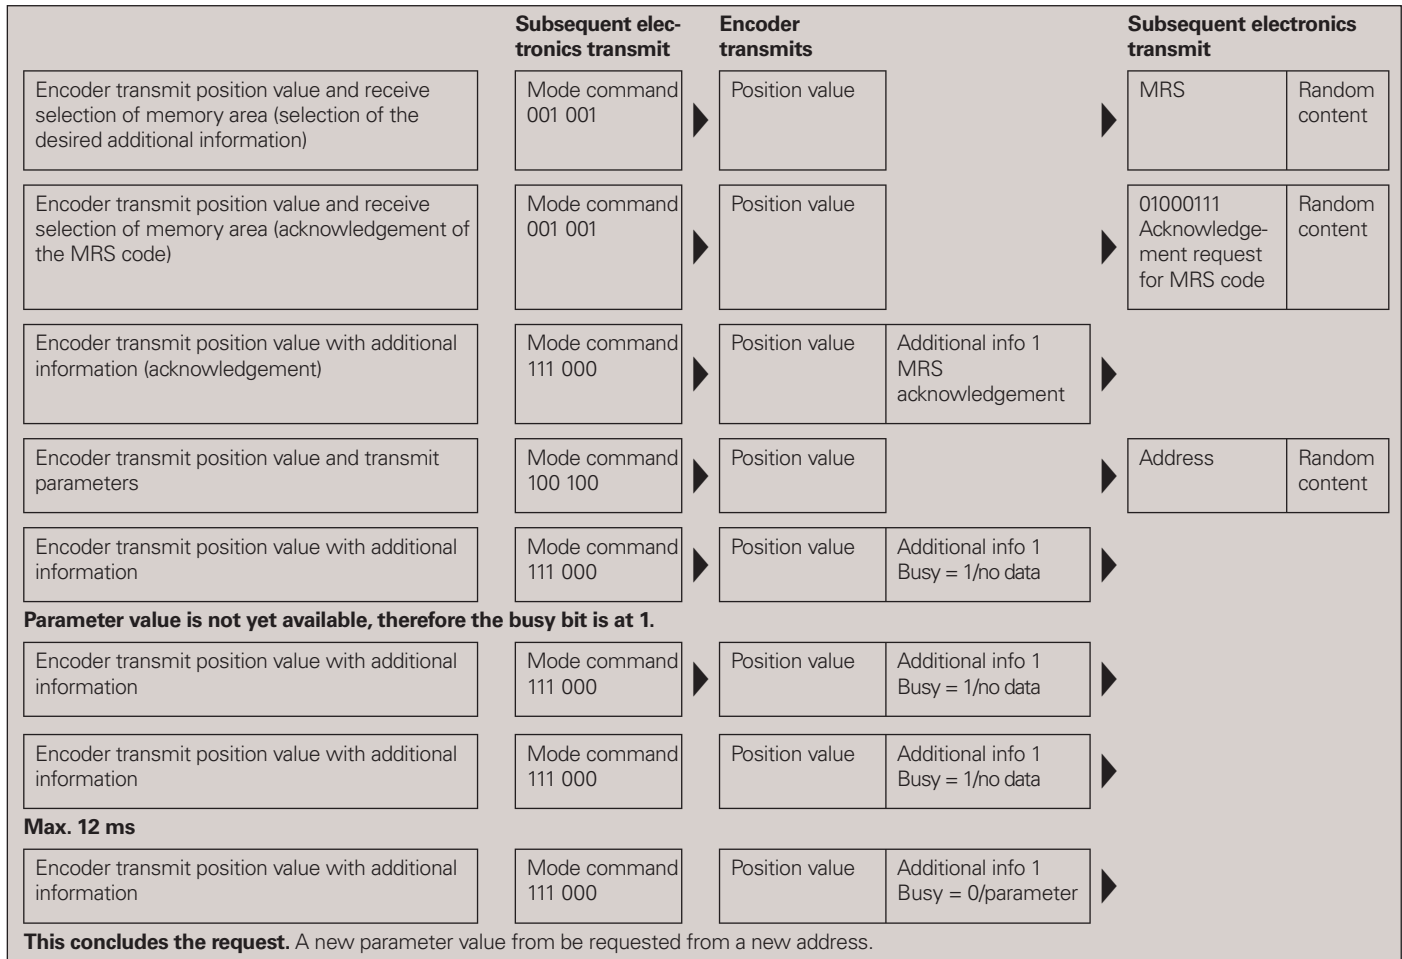 Subsequent elec-
tronics transmit
Encoder
transmits
Subsequent electronics
transmit
Encoder transmit position value and receive
selection of memory area (selection of the
desired additional information)
Mode command
001 001
Position value
MRS
Random
content
Encoder transmit position value and receive
selection of memory area (acknowledgement of
the MRS code)
Mode command
001 001
Position value
01000111
Acknowledge-
ment request
for MRS code
Random
content
Encoder transmit position value with additional
information (acknowledgement)
Mode command
111 000
Position value
Additional info 1
MRS
acknowledgement
Encoder transmit position value and transmit
parameters
Mode command
100 100
Position value
Address
Random
content
Encoder transmit position value with additional
information
Mode command
111 000
Position value
Additional info 1
Busy = 1/no data
Parameter value is not yet available, therefore the busy bit is at 1.
Encoder transmit position value with additional
information
Mode command
111 000
Position value
Additional info 1
Busy = 1/no data
Encoder transmit position value with additional
information
Mode command
111 000
Position value
Additional info 1
Busy = 1/no data
Max. 12 ms
Encoder transmit position value with additional
information
Mode command
111 000
Position value
Additional info 1
Busy = 0/parameter
This concludes the request. A new parameter value from be requested from a new address.